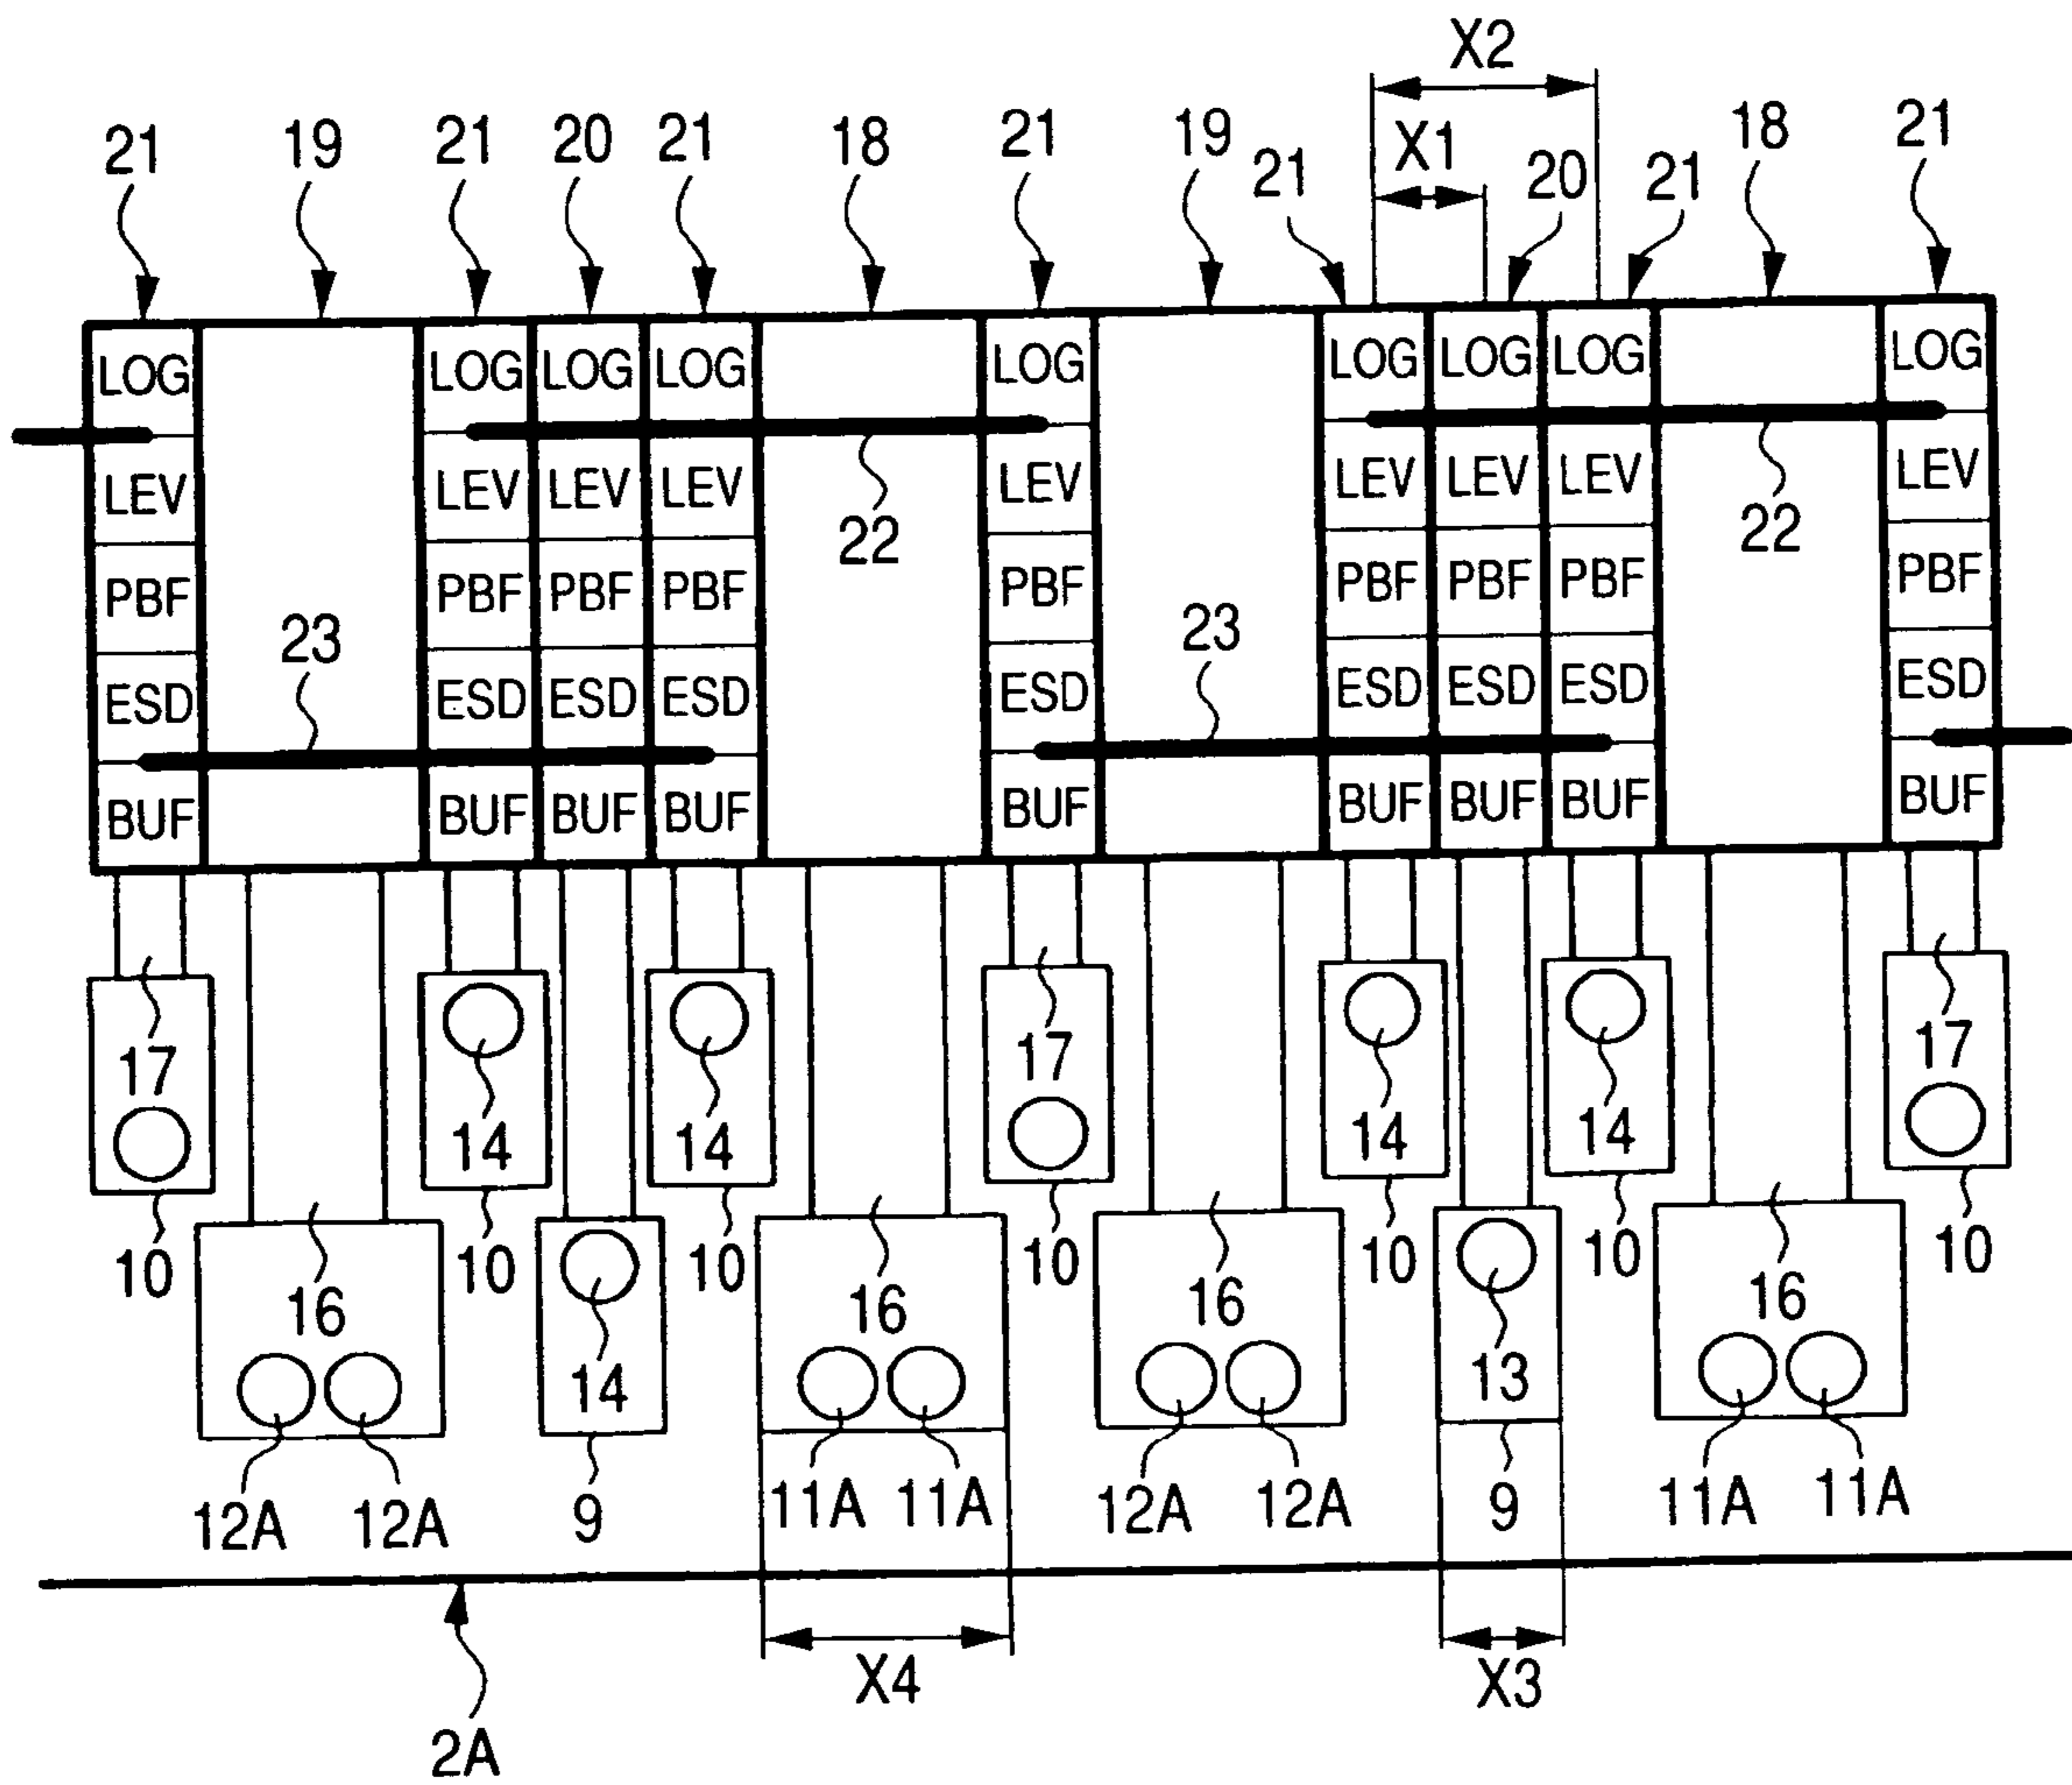 X2
21 19 21 20 21 18 21 19 21 X1 20 21 18 21
LOG LOG LOG LOG LOG LOG LOG LOG LOG
LEV LEV LEV LEV LEV LEV LEV LEV LEV
22 22
PBF PBF PBF PBF PBF PBF PBF PBF PBF
23 23
ESD ESD ESD ESD ESD ESD ESD ESD ESD
BUF BUF BUF BUF BUF BUF BUF BUF BUF
17 14 14 17 14 14 17
10 10 10 10 10 10 10
16 14 16 16 13 16
12A 12A 9 11A 11A 12A 12A 9 11A 11A
X4 X3
2A